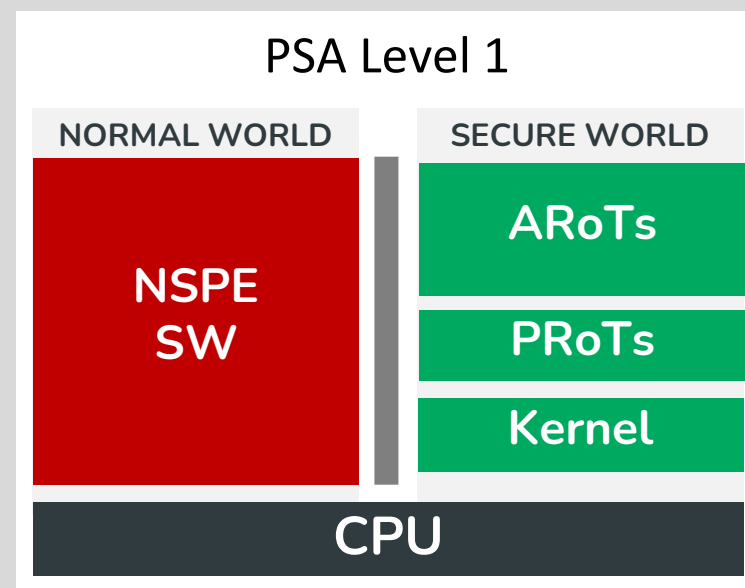 PSA Level 1
NORMAL WORLD
SECURE WORLD
NSPE
SW
ARoTs
PRoTs
Kernel
CPU